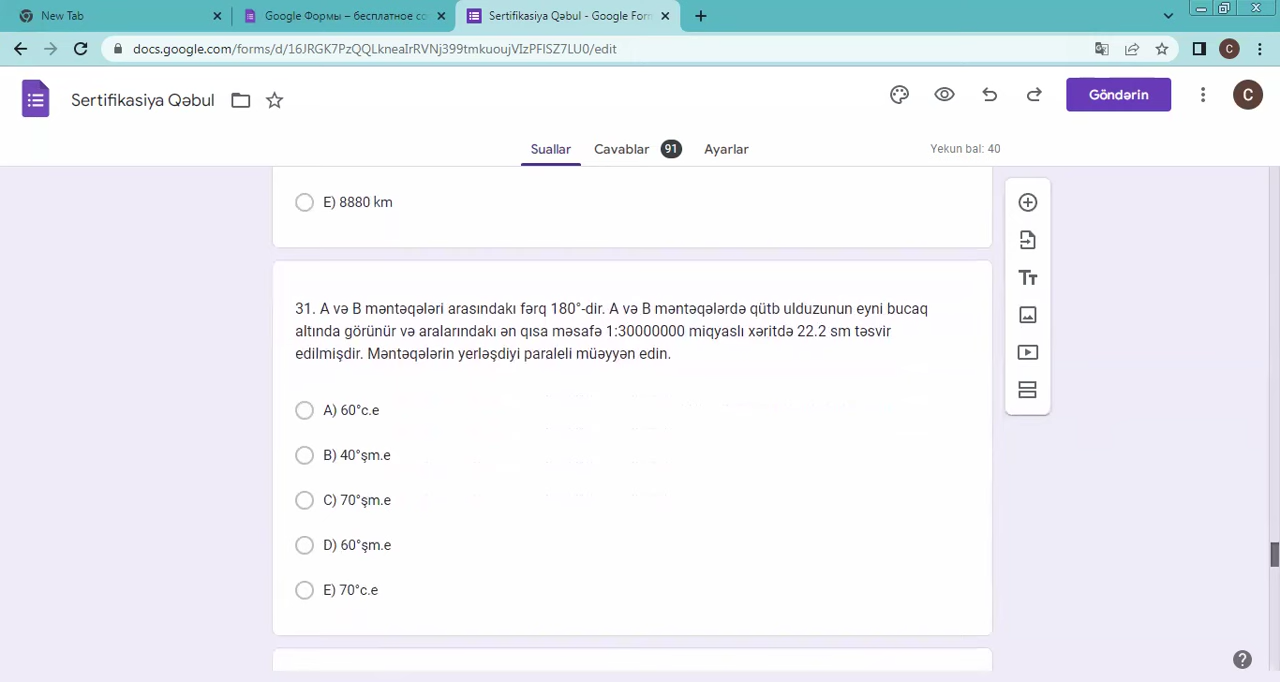 New Tab
Google Формы – бесплатное со
Sertifikasiya Qəbul - Google Forn
docs.google.com/forms/d/16JRGK7PzQQLkneaIrRVNj399tmkuoujVIzPFlSZ7LU0/edit
C
Sertifikasiya Qəbul
Göndərin
C
Suallar
Cavablar 91
Ayarlar
Yekun bal: 40
E) 8880 km
31. A və B məntəqələri arasındakı fərq 180°-dir. A və B məntəqələrdə qütb ulduzunun eyni bucaq
altında görünür və aralarındakı ən qısa məsafə 1:30000000 miqyaslı xəritdə 22.2 sm təsvir
edilmişdir. Məntəqələrin yerləşdiyi paraleli müəyyən edin.
A) 60°c.e
B) 40°şm.e
C) 70°şm.e
D) 60°şm.e
E) 70°c.e